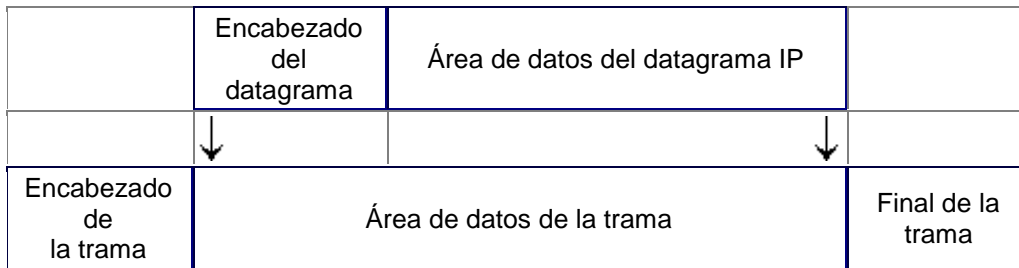 Encabezado
del
datagrama
Área de datos del datagrama IP
Encabezado
de
la trama
Área de datos de la trama
Final de la
trama